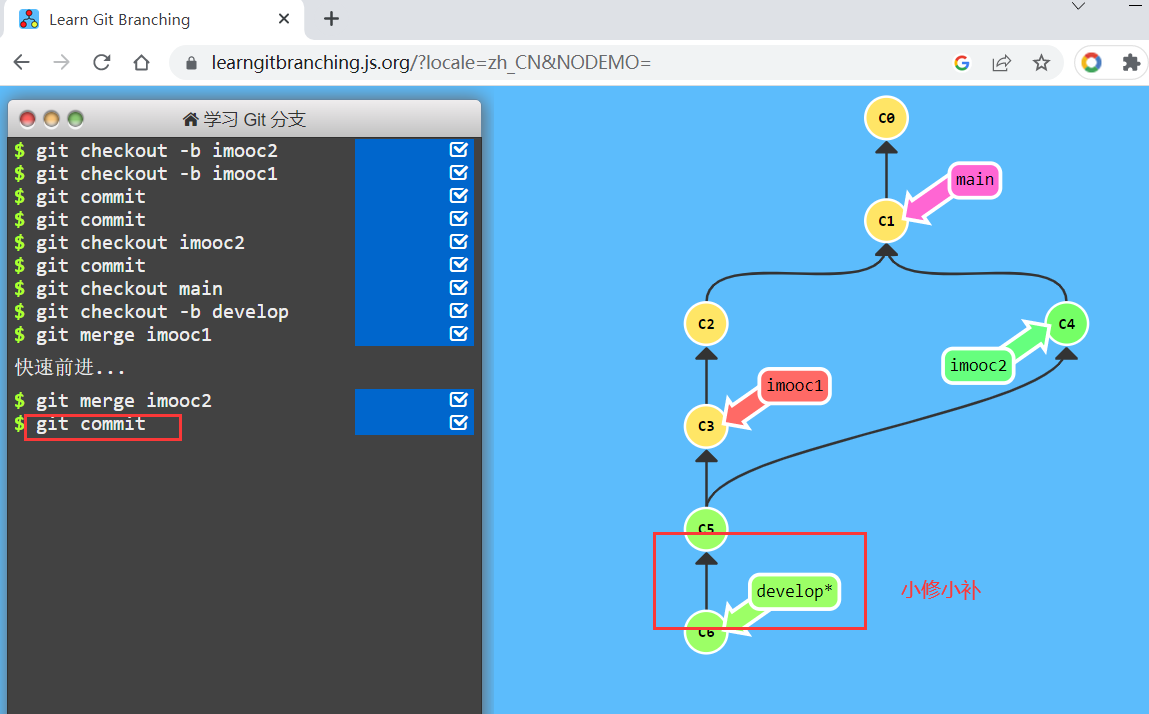 Learn Git Branching
learngitbranching.js.org/?locale=zh_CN&NODEMO=
学习 Git 分支
$ git checkout -b imooc2
$ git checkout -b imooc1
$ git commit
$ git commit
$ git checkout imooc2
$ git commit
$ git checkout main
$ git checkout -b develop
$ git merge imooc1
快速前进...
$ git merge imooc2
$ git commit
C0
main
C1
C2
C4
imooc2
imooc1
C3
C5
develop*
小修小补
C6